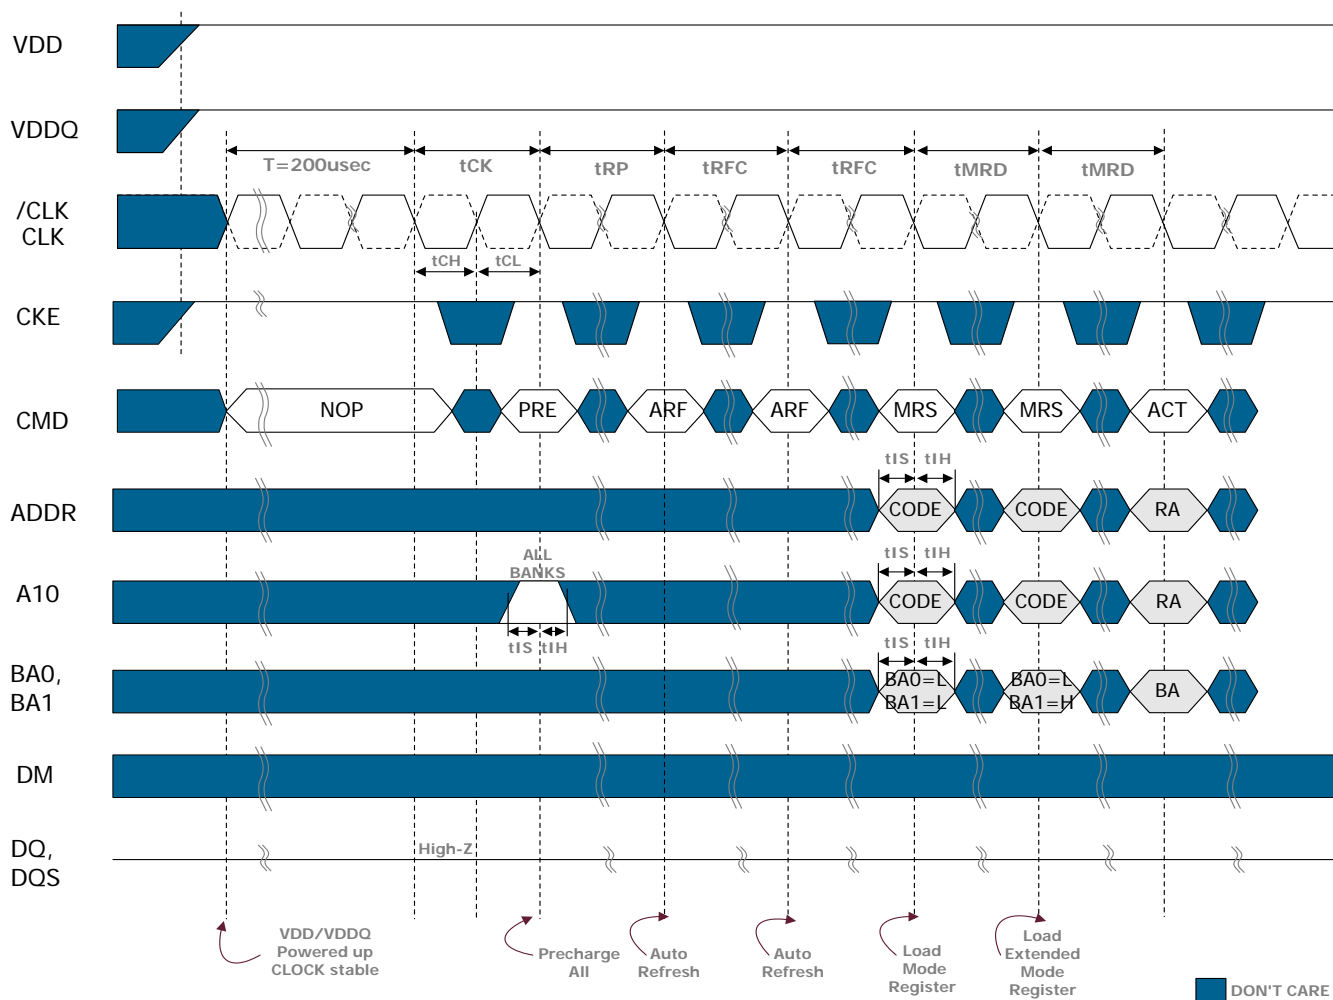 VDD
VDDQ
T=200usec tCK tRP tRFC tRFC tMRD tMRD
/CLK
CLK
tCH tCL
CKE
CMD NOP PRE ARF ARF MRS MRS ACT
tIS tIH
ADDR CODE CODE RA
ALL
BANKS
tIS tIH
A10 CODE CODE RA
tIS tIH
tIS tIH
BA0,
BA1
BA0=L BA0=L
BA1=L BA1=H
BA
DM
DQ,
DQS
High-Z
VDD/VDDQ
Powered up
CLOCK stable
Precharge
All
Auto
Refresh
Auto
Refresh
Load
Mode
Register
Load
Extended
Mode
Register
DON'T CARE